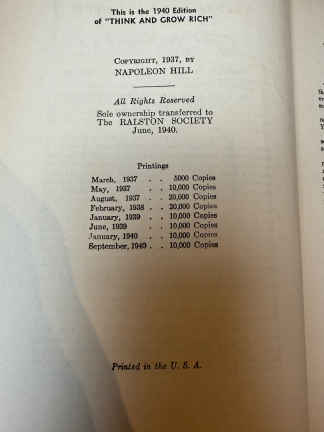 This is the 1940 Edition
of "THINK AND GROW RICH"
COPYRIGHT, 1937, BY
NAPOLEON HILL
All Rights Reserved
Sole ownership transferred to
The RALSTON SOCIETY
June, 1940.
Printings
March, 1937 . . 5000 Copies
May, 1937 . . 10,000 Copies
August, 1937 . . 20,000 Copies
February, 1938 . . 20,000 Copies
January, 1939 . . 10,000 Copies
June, 1939 . . 10,000 Copies
January, 1940 . . 10,000 Copies
September, 1940 . . 10,000 Copies
Printed in the U. S. A.